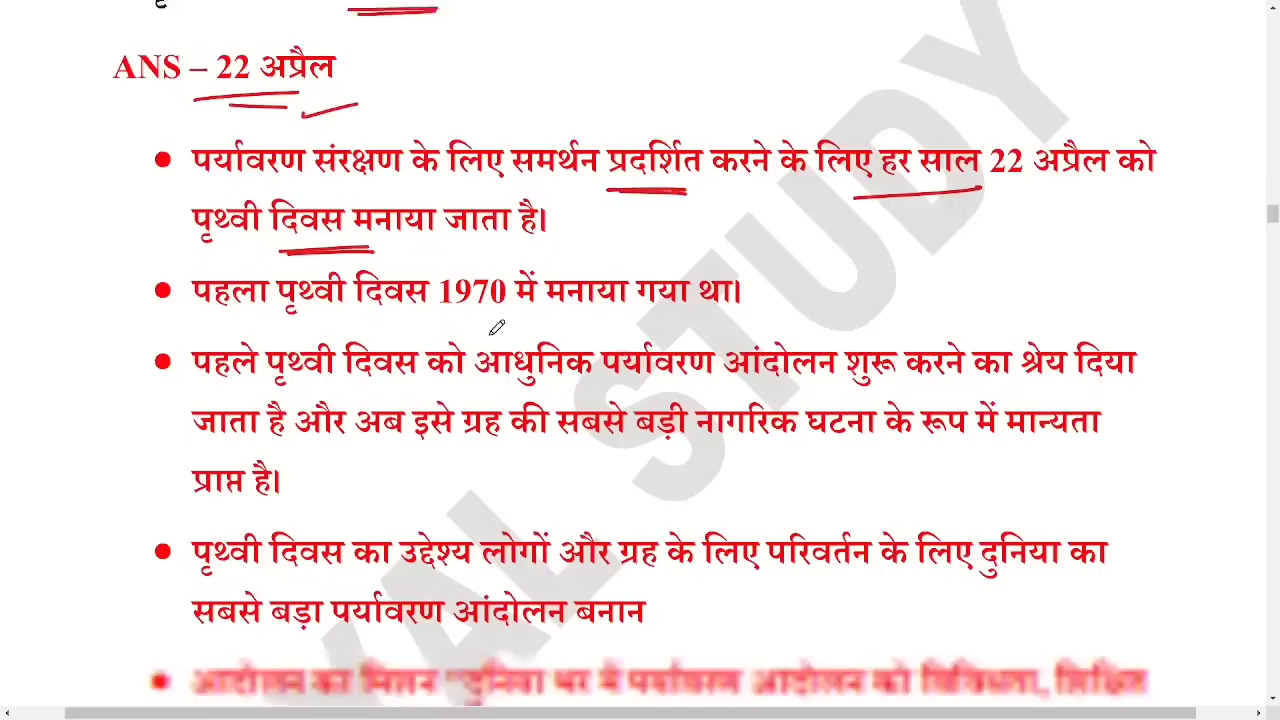 ANS – 22 अप्रैल
• पर्यावरण संरक्षण के लिए समर्थन प्रदर्शित करने के लिए हर साल 22 अप्रैल को
पृथ्वी दिवस मनाया जाता है।
• पहला पृथ्वी दिवस 1970 में मनाया गया था।
• पहले पृथ्वी दिवस को आधुनिक पर्यावरण आंदोलन शुरू करने का श्रेय दिया
जाता है और अब इसे ग्रह की सबसे बड़ी नागरिक घटना के रूप में मान्यता
प्राप्त है।
• पृथ्वी दिवस का उद्देश्य लोगों और ग्रह के लिए परिवर्तन के लिए दुनिया का
सबसे बड़ा पर्यावरण आंदोलन बनान
STUDY